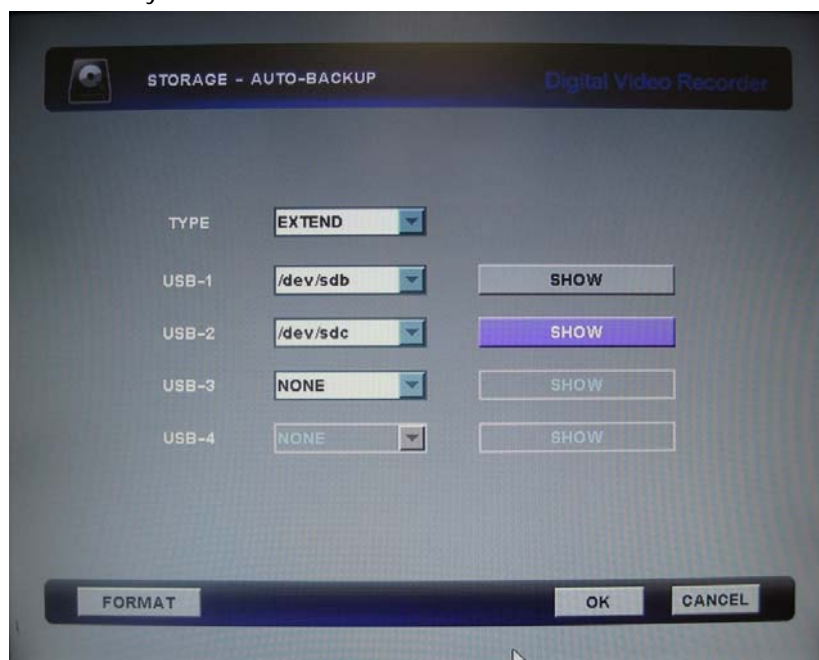 STORAGE - AUTO-BACKUP Digital Video Recorder
TYPE EXTEND
USB-1 /dev/sdb SHOW
USB-2 /dev/sdc SHOW
USB-3 NONE SHOW
USB-4 NONE SHOW
FORMAT OK CANCEL